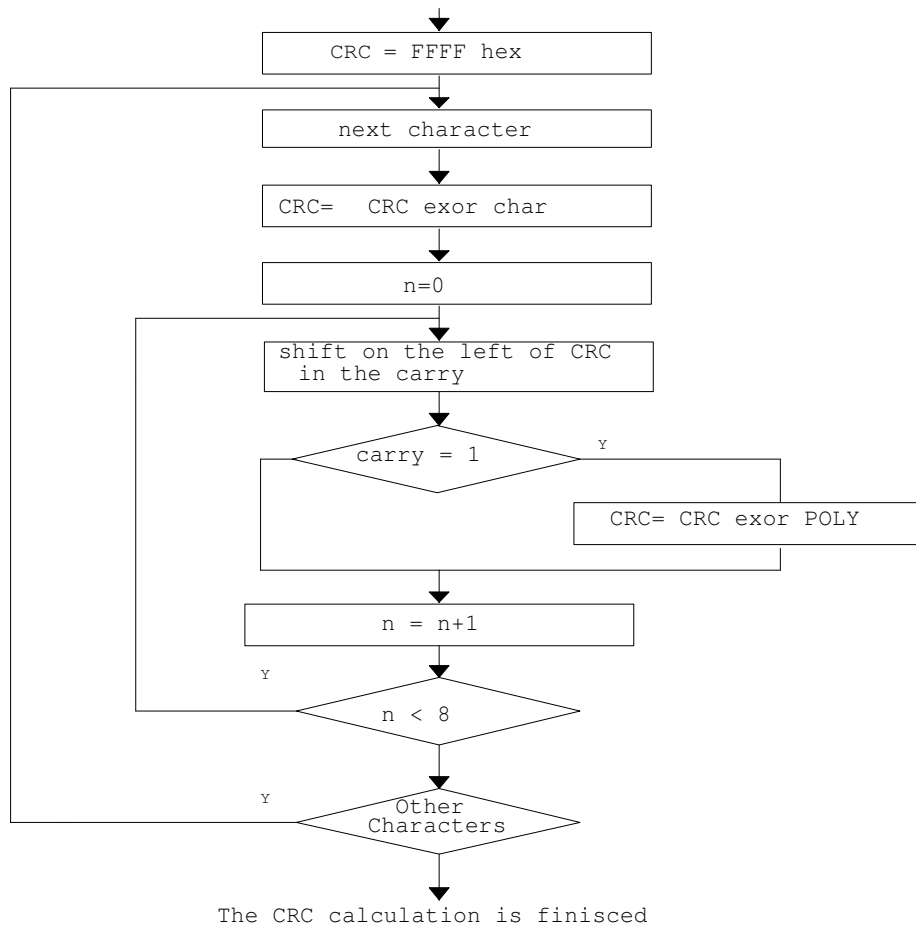 CRC = FFFF hex
next character
CRC= CRC exor char
n=0
shift on the left of CRC
in the carry
carry = 1
Y
CRC= CRC exor POLY
n = n+1
Y
n < 8
Y
Other
Characters
The CRC calculation is finisced